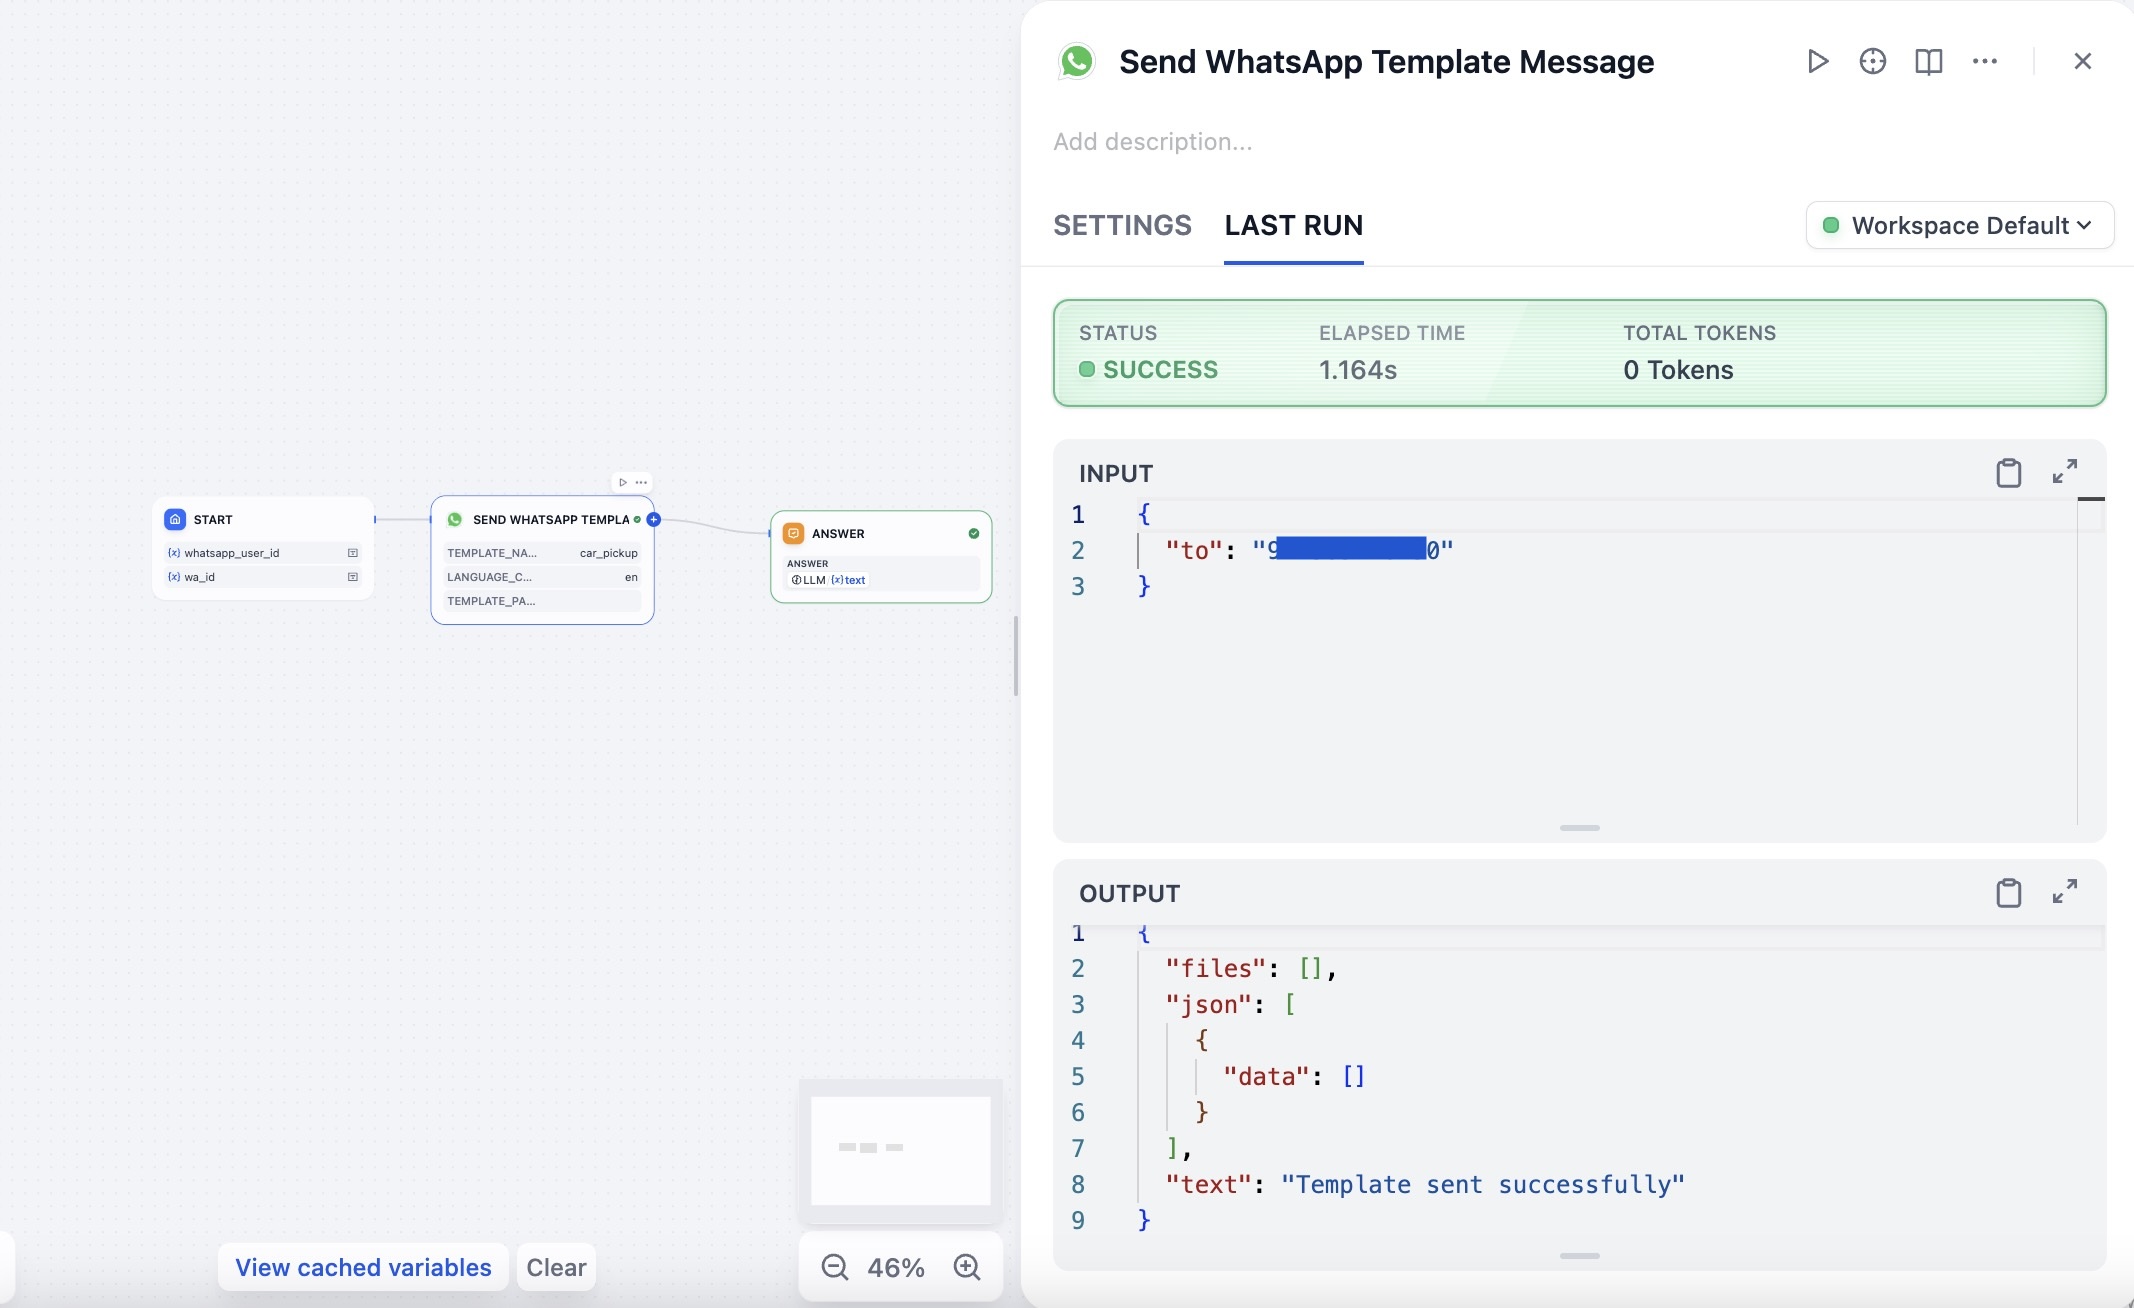 START
whatsapp_user_id
wa_id
SEND WHATSAPP TEMPLA
TEMPLATE_NA... car_pickup
LANGUAGE_C... en
TEMPLATE_PA...
ANSWER
ANSWER
LLM / {x} text
View cached variables
Clear
46%
Send WhatsApp Template Message
Add description...
SETTINGS
LAST RUN
Workspace Default
STATUS
SUCCESS
ELAPSED TIME
1.164s
TOTAL TOKENS
0 Tokens
INPUT
1 {
2 "to": "9 0"
3 }
OUTPUT
1 {
2 "files": [],
3 "json": [
4 {
5 "data": []
6 }
7 ],
8 "text": "Template sent successfully"
9 }